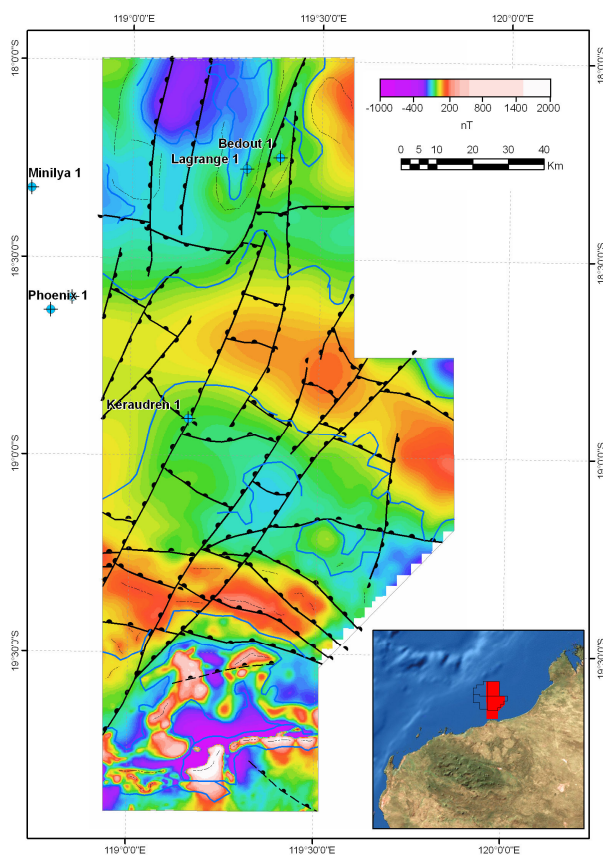 119°0'0"E
119°30'0"E
120°0'0"E
18°0'0"S
18°0'0"S
-1000
-400
200
600
1400
2000
nT
0
5
10
20
30
40
Km
Bedout 1
Lagrange 1
Minilya 1
18°30'0"S
18°30'0"S
Phoenix 1
Keraudren 1
19°0'0"S
19°0'0"S
19°30'0"S
19°30'0"S
119°0'0"E
119°30'0"E
120°0'0"E